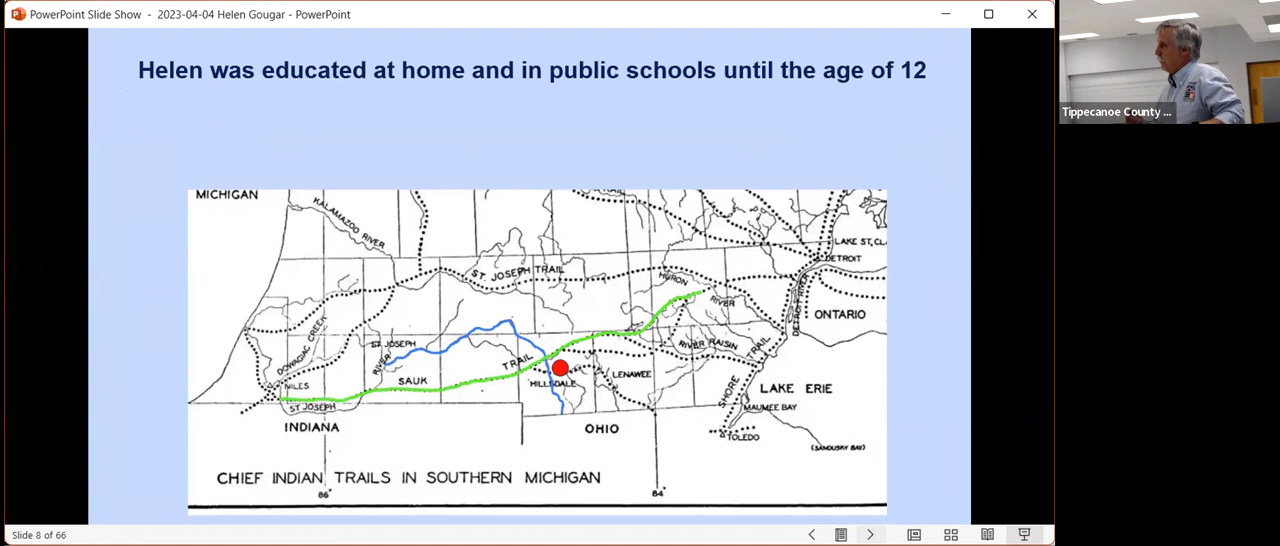 PowerPoint Slide Show - 2023-04-04 Helen Gougar - PowerPoint
Tippecanoe County ...
Helen was educated at home and in public schools until the age of 12
MICHIGAN
KALAMAZOO RIVER
LAKE ST. CL
DETROIT
ST. JOSEPH TRAIL
HURON
RIVER
DETROIT RIVER
ONTARIO
DOWAGIAC CREEK
ST JOSEPH
RIVER
RIVER RAISIN
TRAIL
TRAIL
NILES
SAUK
HILLSDALE
LENAWEE
SHORE
LAKE ERIE
ST JOSEPH
MAUMEE BAY
INDIANA
OHIO
TOLEDO
(SANDUSKY BAY)
CHIEF INDIAN TRAILS IN SOUTHERN MICHIGAN
86°
84°
Slide 8 of 66